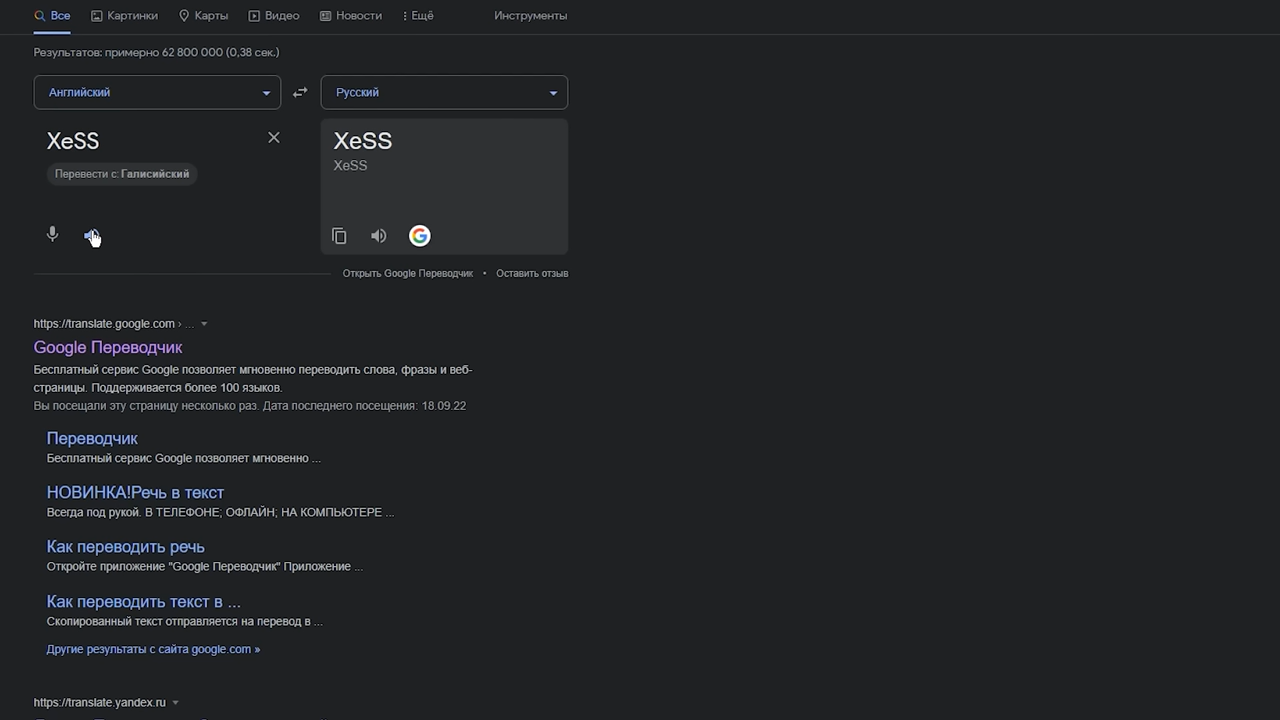 Все Картинки Карты Видео Новости Ещё Инструменты
Результатов: примерно 62 800 000 (0,38 сек.)
Английский Русский
XeSS XeSS
XeSS
Перевести с: Галисийский
Открыть Google Переводчик • Оставить отзыв
https://translate.google.com › ...
Google Переводчик
Бесплатный сервис Google позволяет мгновенно переводить слова, фразы и веб-
страницы. Поддерживается более 100 языков.
Вы посещали эту страницу несколько раз. Дата последнего посещения: 18.09.22
Переводчик
Бесплатный сервис Google позволяет мгновенно ...
НОВИНКА!Речь в текст
Всегда под рукой. В ТЕЛЕФОНЕ; ОФЛАЙН; НА КОМПЬЮТЕРЕ ...
Как переводить речь
Откройте приложение "Google Переводчик" Приложение ...
Как переводить текст в ...
Скопированный текст отправляется на перевод в ...
Другие результаты с сайта google.com »
https://translate.yandex.ru